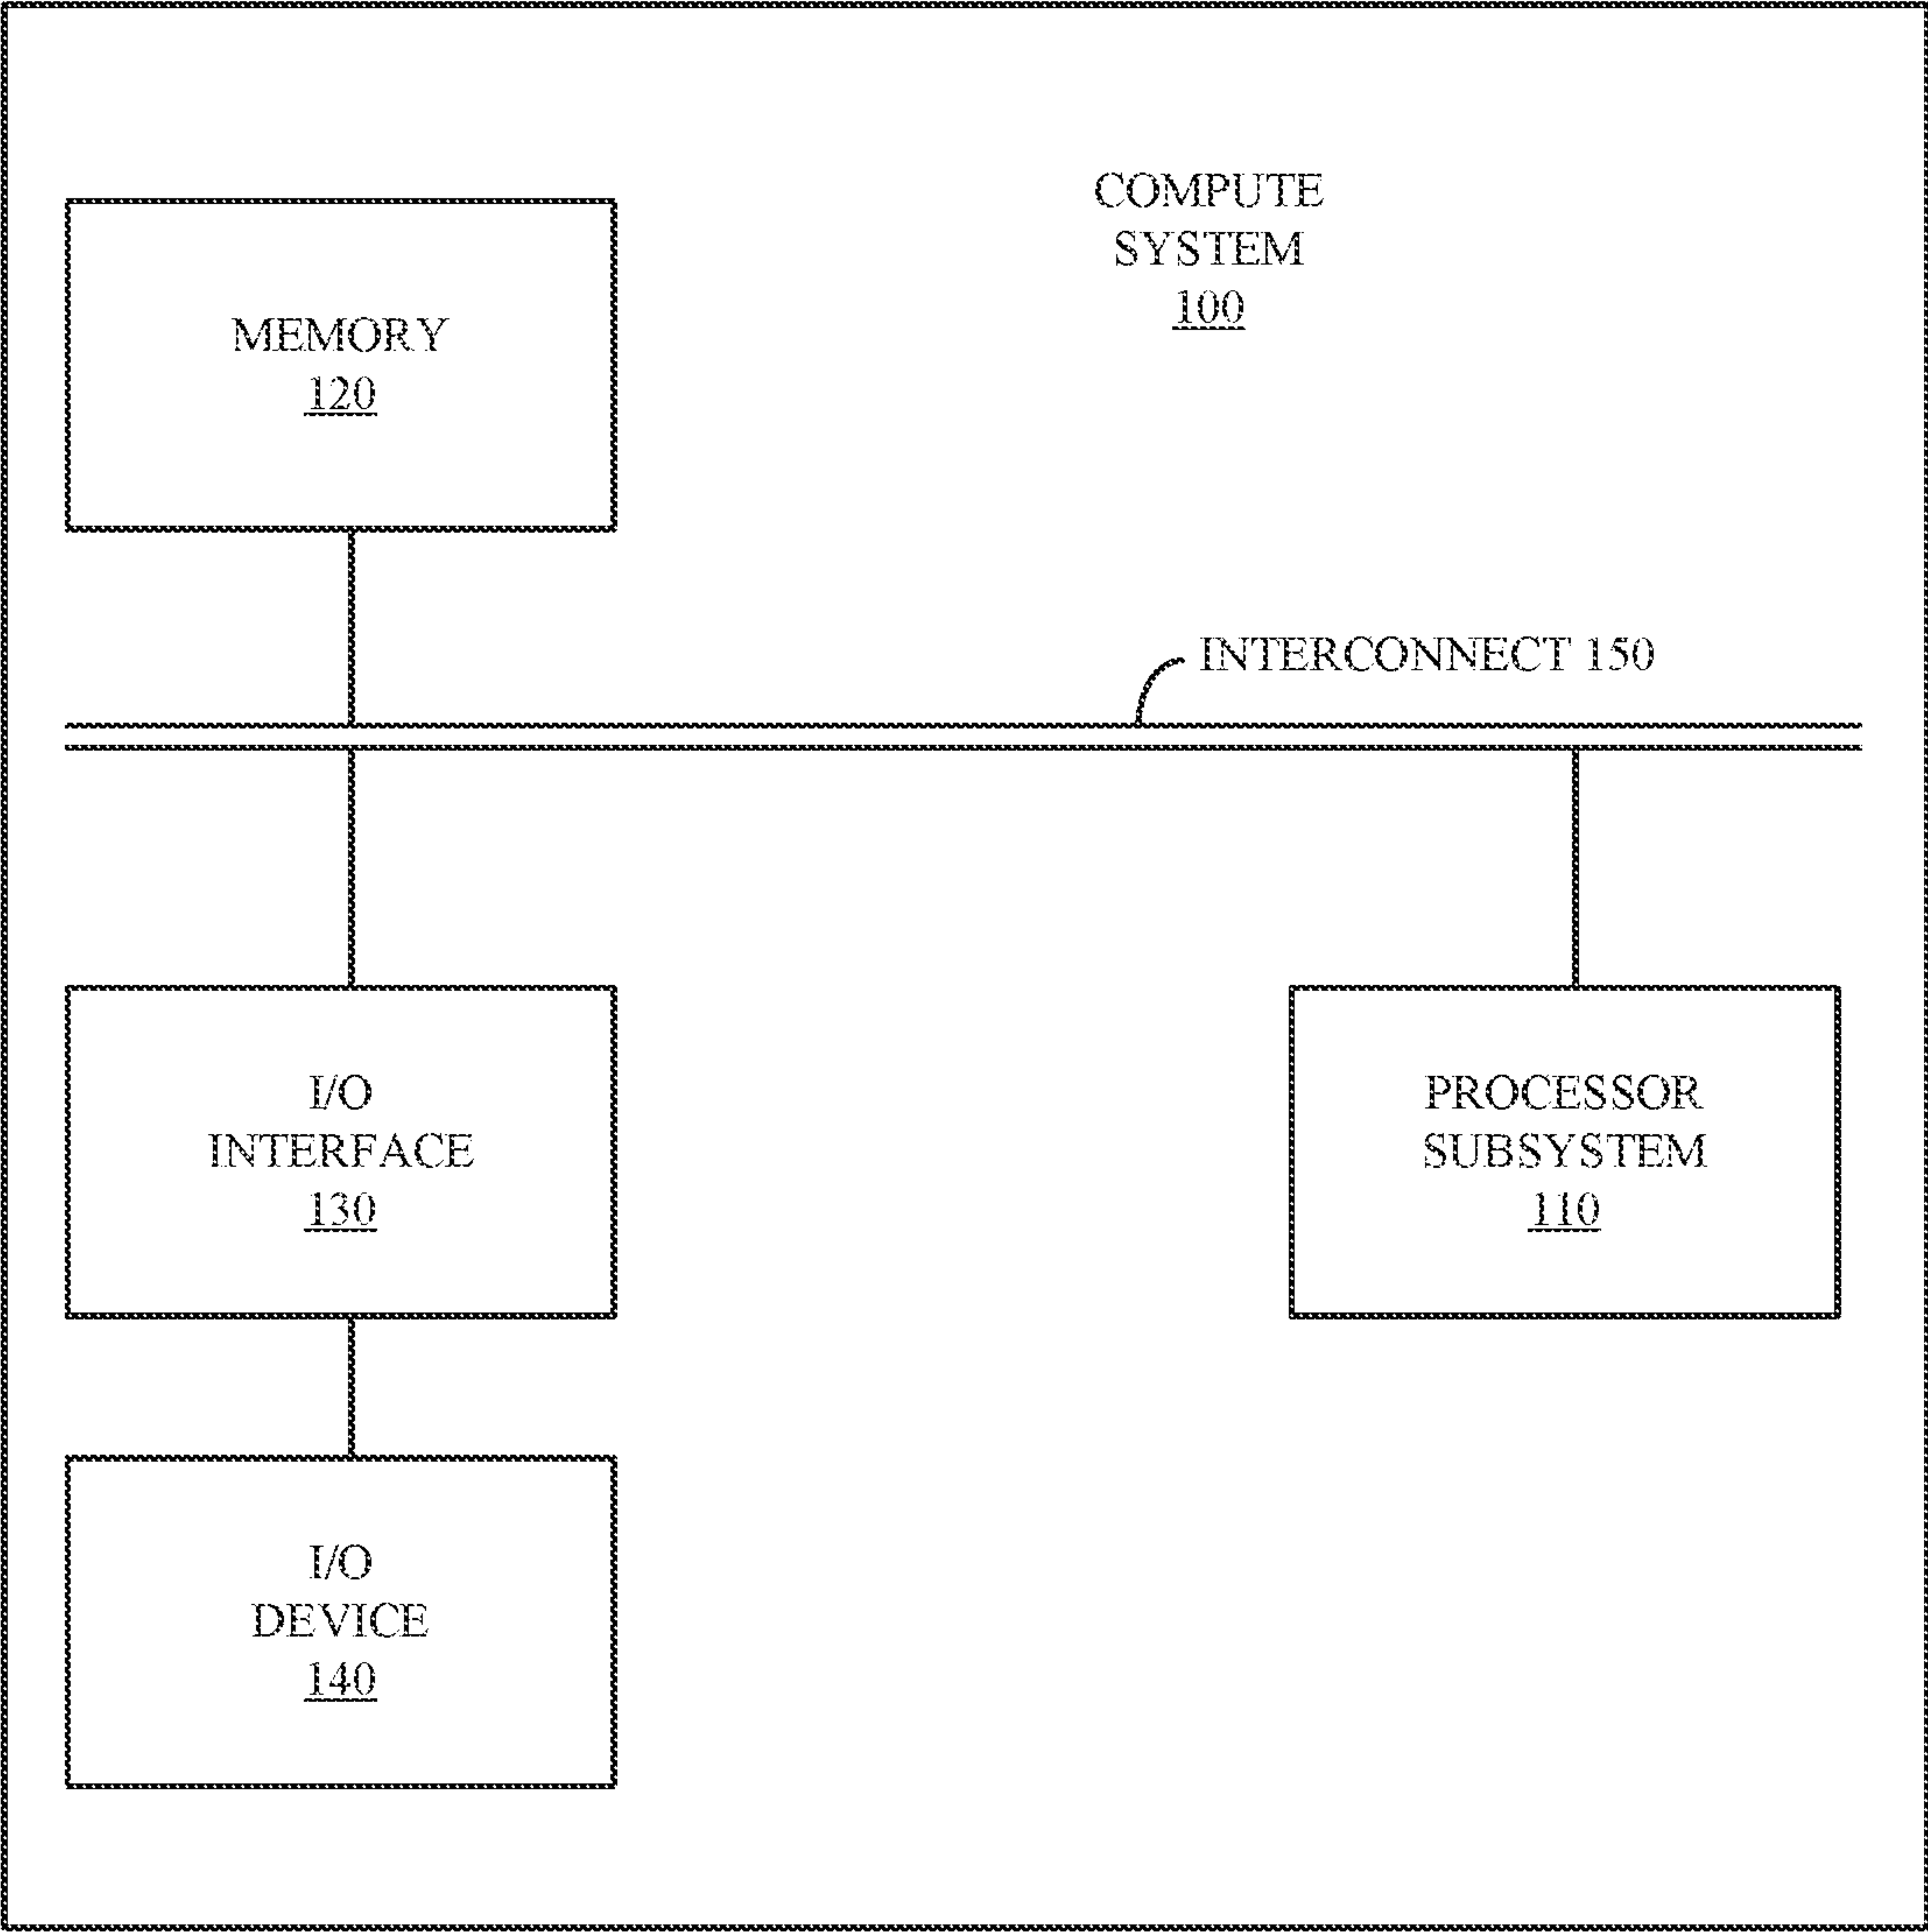 COMPUTE
SYSTEM
100
MEMORY
120
INTERCONNECT 150
I/O
INTERFACE
130
PROCESSOR
SUBSYSTEM
110
I/O
DEVICE
140